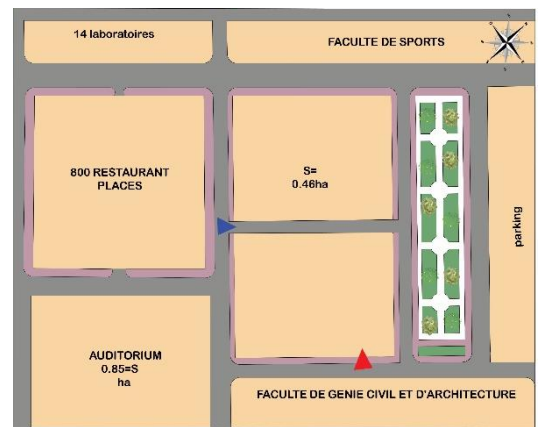 14 laboratoires
FACULTE DE SPORTS
800 RESTAURANT
PLACES
S=
0.46ha
parking
AUDITORIUM
0.85=S
ha
FACULTE DE GENIE CIVIL ET D'ARCHITECTURE